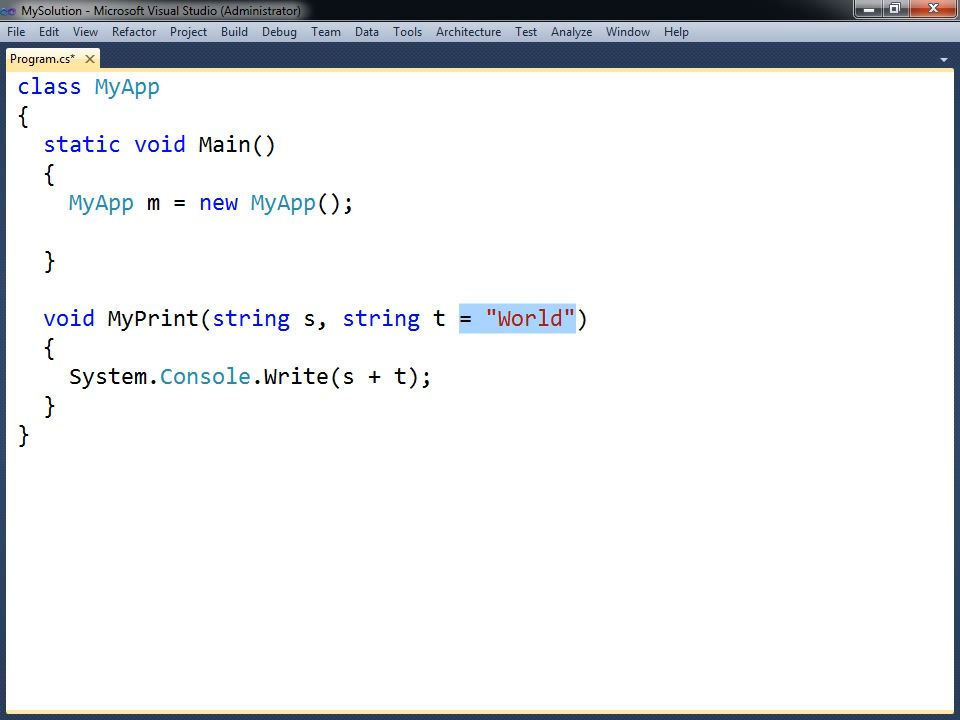 MySolution - Microsoft Visual Studio (Administrator)
File Edit View Refactor Project Build Debug Team Data Tools Architecture Test Analyze Window Help
Program.cs*
class MyApp
{
  static void Main()
  {
    MyApp m = new MyApp();
  }
  void MyPrint(string s, string t = "World")
  {
    System.Console.Write(s + t);
  }
}